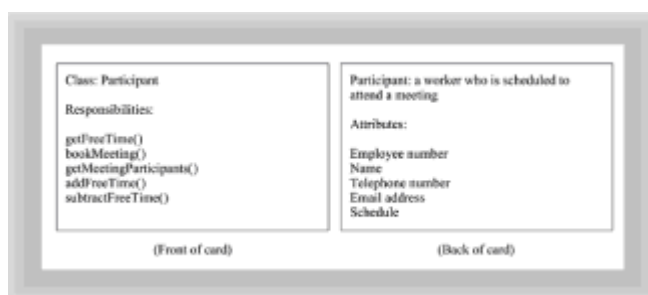 Class: Participant
Responsibilities:
getFreeTime()
bookMeeting()
getMeetingParticipants()
addFreeTime()
subtractFreeTime()
(Front of card)
Participant: a worker who is scheduled to
attend a meeting
Attributes:
Employee number
Name
Telephone number
Email address
Schedule
(Back of card)